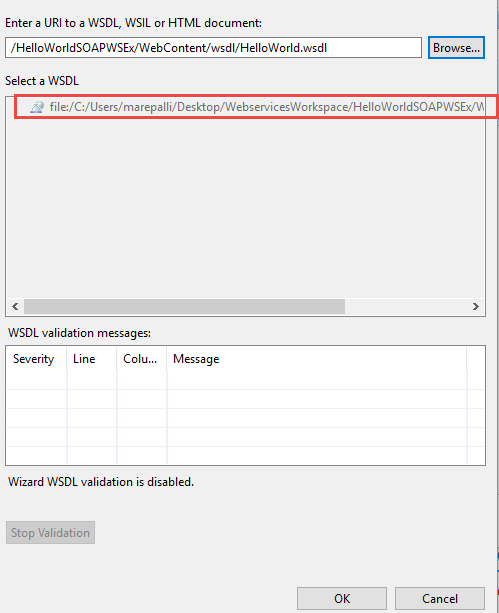 Enter a URI to a WSDL, WSIL or HTML document:
/HelloWorldSOAPWSEx/WebContent/wsdl/HelloWorld.wsdl Browse...
Select a WSDL
file:/C:/Users/marepalli/Desktop/WebservicesWorkspace/HelloWorldSOAPWSEx/W
WSDL validation messages:
Severity Line Colu... Message
Wizard WSDL validation is disabled.
Stop Validation
OK Cancel